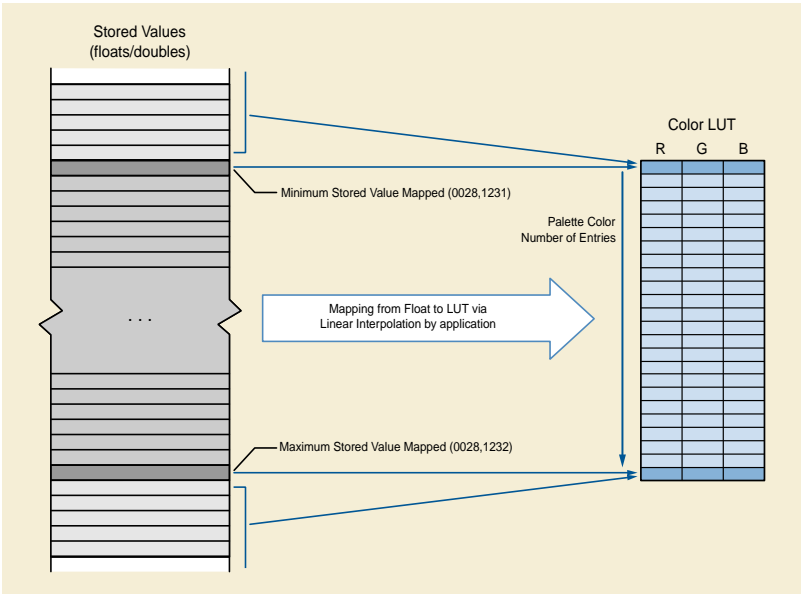 Stored Values
(floats/doubles)
Color LUT
R G B
Minimum Stored Value Mapped (0028,1231)
Palette Color
Number of Entries
. . .
Mapping from Float to LUT via
Linear Interpolation by application
Maximum Stored Value Mapped (0028,1232)